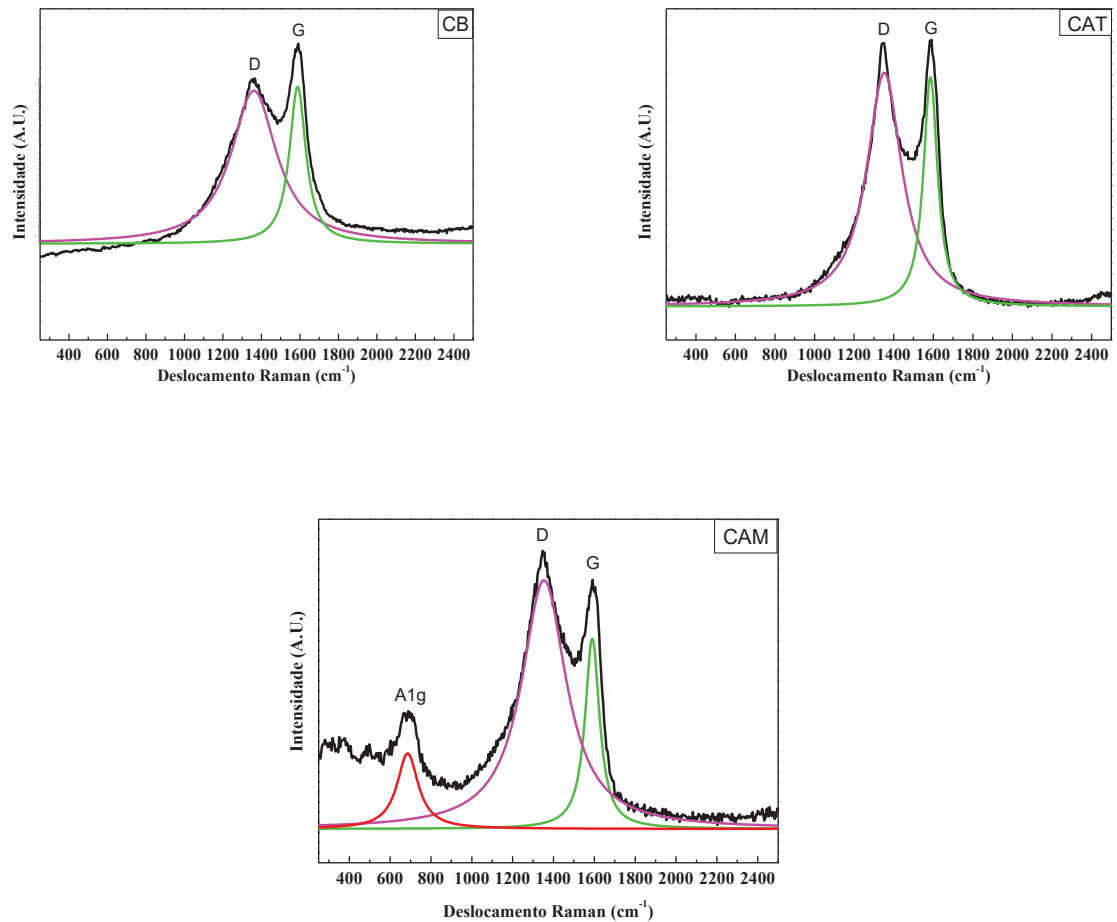 CB
D
G
Intensidade (A.U.)
400 600 800 1000 1200 1400 1600 1800 2000 2200 2400
Deslocamento Raman (cm-1)
CAT
D
G
Intensidade (A.U.)
400 600 800 1000 1200 1400 1600 1800 2000 2200 2400
Deslocamento Raman (cm-1)
CAM
D
G
A1g
Intensidade (A.U.)
400 600 800 1000 1200 1400 1600 1800 2000 2200 2400
Deslocamento Raman (cm-1)